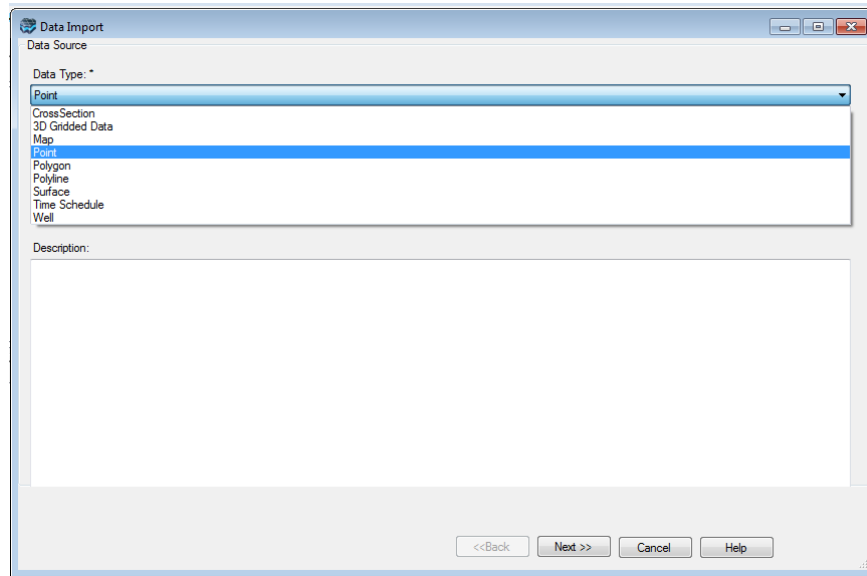 Data Import
Data Source
Data Type: *
Point
CrossSection
3D Gridded Data
Map
Point
Polygon
Polyline
Surface
Time Schedule
Well
Description:
<<Back Next >> Cancel Help